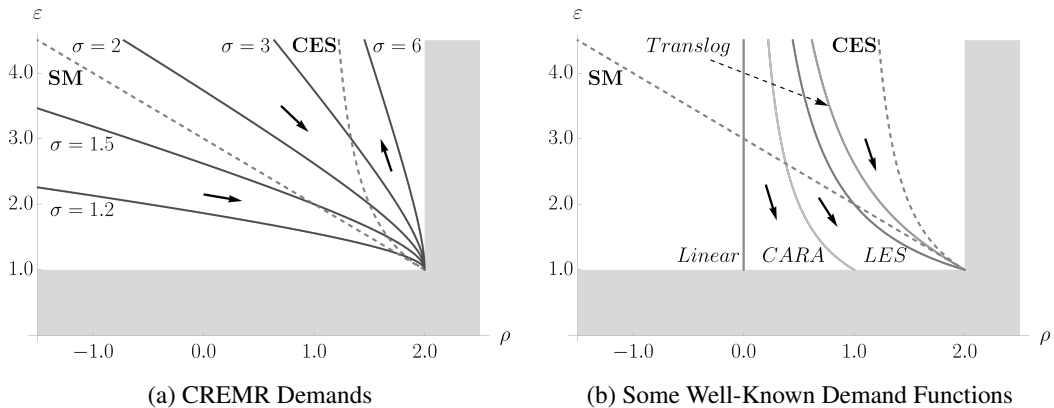 ε
σ = 2
σ = 3
CES
σ = 6
4.0
SM
3.0
σ = 1.5
2.0
σ = 1.2
1.0
−1.0
0.0
1.0
2.0
ρ
(a) CREMR Demands
ε
Translog
CES
4.0
SM
3.0
2.0
Linear
CARA
LES
1.0
−1.0
0.0
1.0
2.0
ρ
(b) Some Well-Known Demand Functions